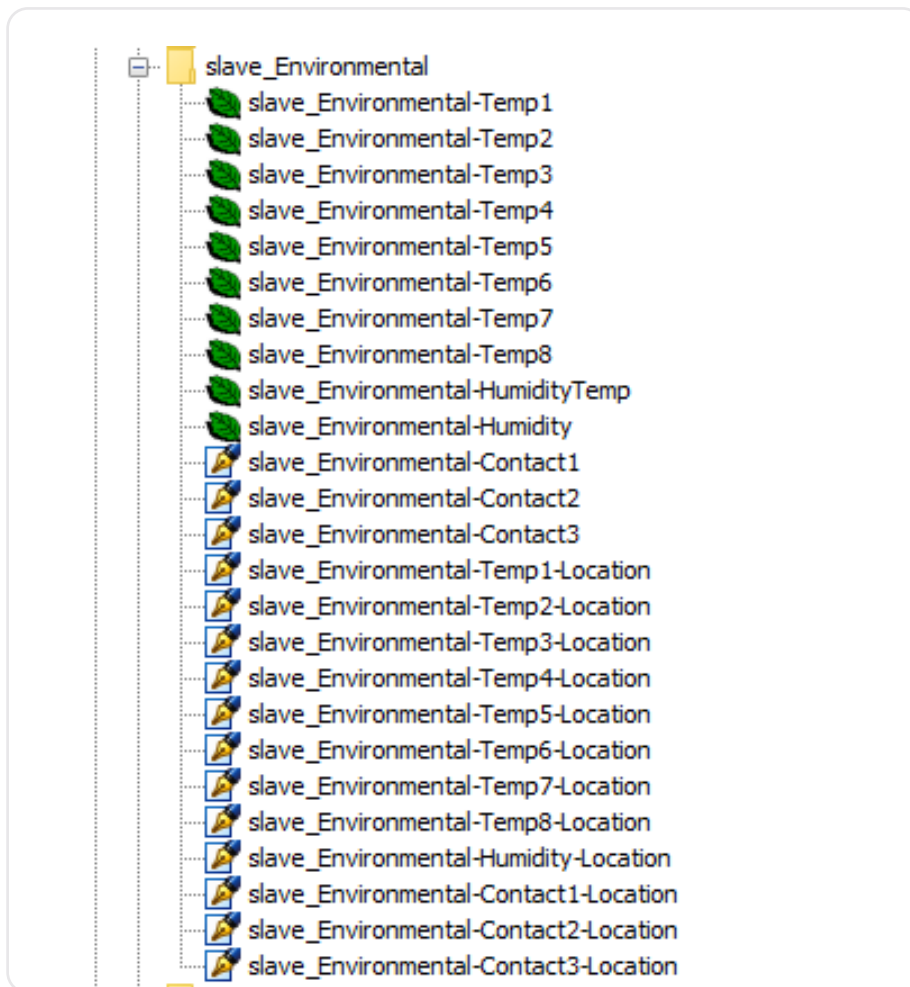 slave_Environmental
slave_Environmental-Temp1
slave_Environmental-Temp2
slave_Environmental-Temp3
slave_Environmental-Temp4
slave_Environmental-Temp5
slave_Environmental-Temp6
slave_Environmental-Temp7
slave_Environmental-Temp8
slave_Environmental-HumidityTemp
slave_Environmental-Humidity
slave_Environmental-Contact1
slave_Environmental-Contact2
slave_Environmental-Contact3
slave_Environmental-Temp1-Location
slave_Environmental-Temp2-Location
slave_Environmental-Temp3-Location
slave_Environmental-Temp4-Location
slave_Environmental-Temp5-Location
slave_Environmental-Temp6-Location
slave_Environmental-Temp7-Location
slave_Environmental-Temp8-Location
slave_Environmental-Humidity-Location
slave_Environmental-Contact1-Location
slave_Environmental-Contact2-Location
slave_Environmental-Contact3-Location